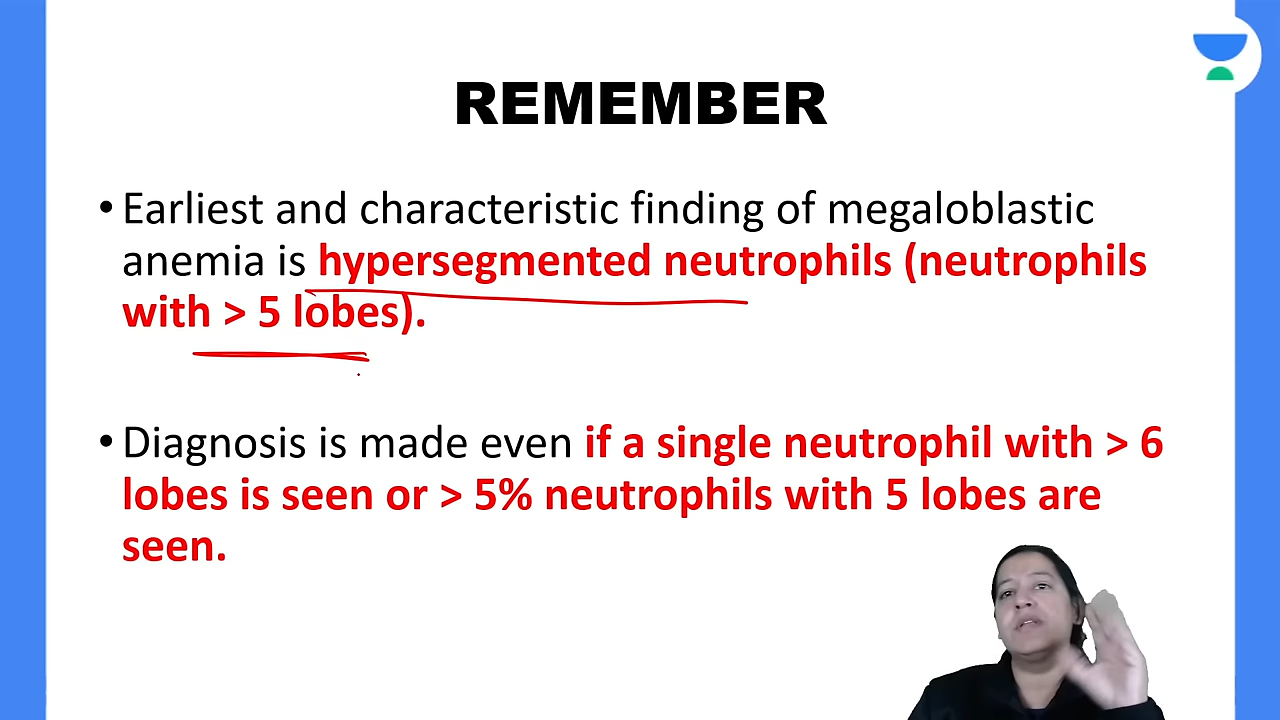 REMEMBER
• Earliest and characteristic finding of megaloblastic
anemia is hypersegmented neutrophils (neutrophils
with > 5 lobes).
• Diagnosis is made even if a single neutrophil with > 6
lobes is seen or > 5% neutrophils with 5 lobes are
seen.